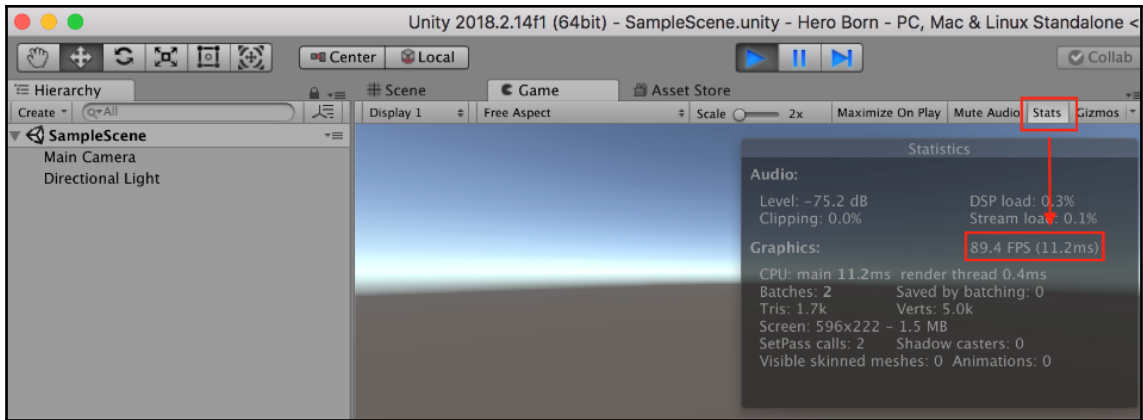 Unity 2018.2.14f1 (64bit) - SampleScene.unity - Hero Born - PC, Mac & Linux Standalone <
Center Local Collab
Hierarchy
Create All
SampleScene
Main Camera
Directional Light
Scene Game Asset Store
Display 1 Free Aspect Scale 2x Maximize On Play Mute Audio Stats Gizmos
Statistics
Audio:
Level: -75.2 dB DSP load: 0.3%
Clipping: 0.0% Stream load: 0.1%
Graphics: 89.4 FPS (11.2ms)
CPU: main 11.2ms render thread 0.4ms
Batches: 2 Saved by batching: 0
Tris: 1.7k Verts: 5.0k
Screen: 596x222 - 1.5 MB
SetPass calls: 2 Shadow casters: 0
Visible skinned meshes: 0 Animations: 0